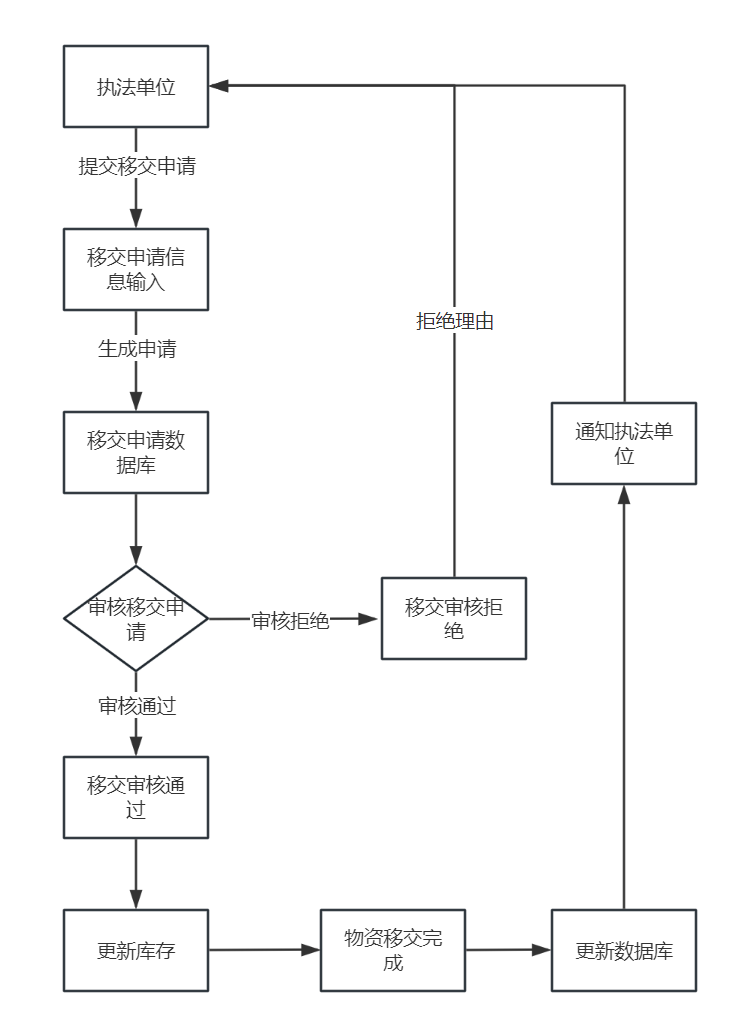 执法单位
提交移交申请
移交申请信
息输入
生成申请
拒绝理由
移交申请数
据库
通知执法单
位
审核移交申
请
审核拒绝
移交审核拒
绝
审核通过
移交审核通
过
更新库存
物资移交完
成
更新数据库